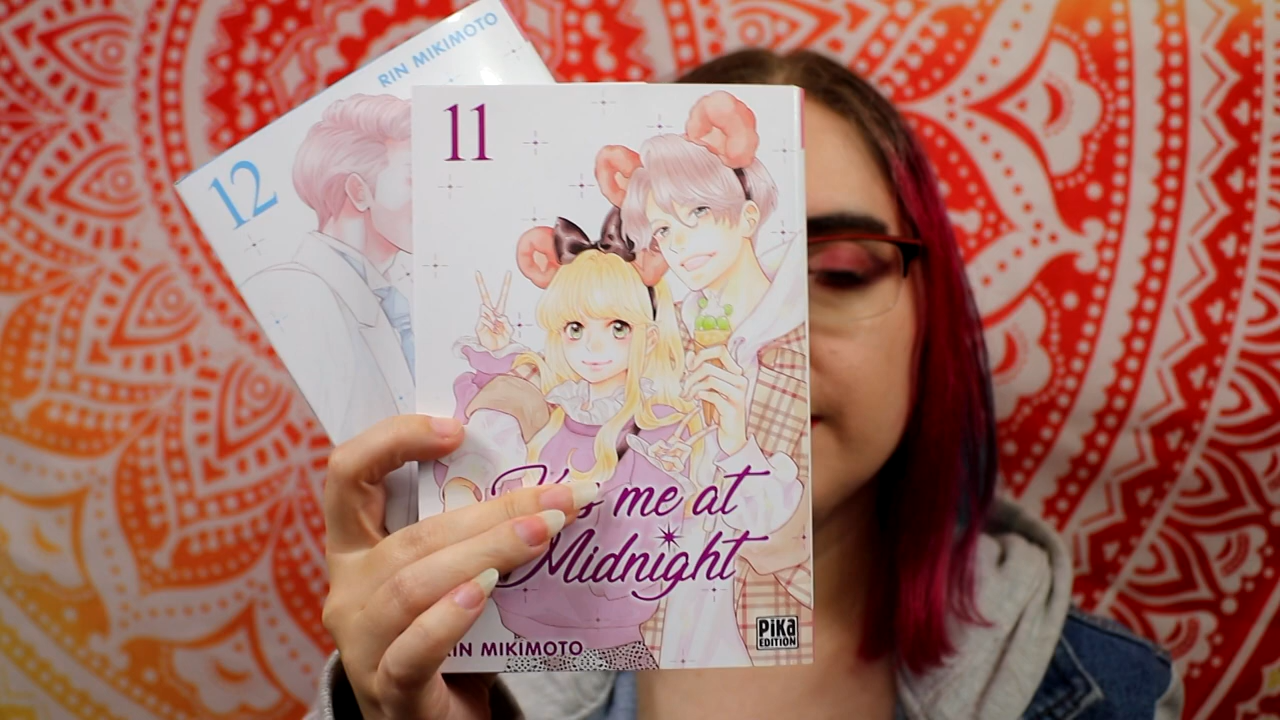 RIN MIKIMOTO
12
11
me at
Midnight
RIN MIKIMOTO
PiKa
EDITION